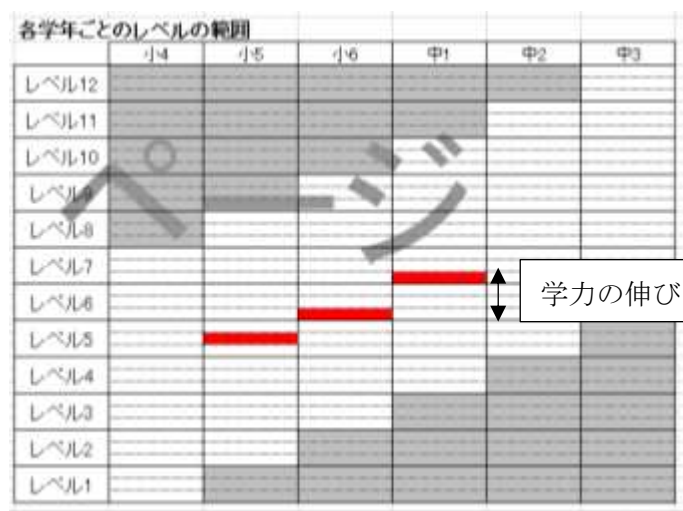 各学年ごとのレベルの範囲
小4 小5 小6 中1 中2 中3
レベル12
レベル11
レベル10
レベル9
レベル8
レベル7
レベル6
レベル5
レベル4
レベル3
レベル2
レベル1
学力の伸び
ページ